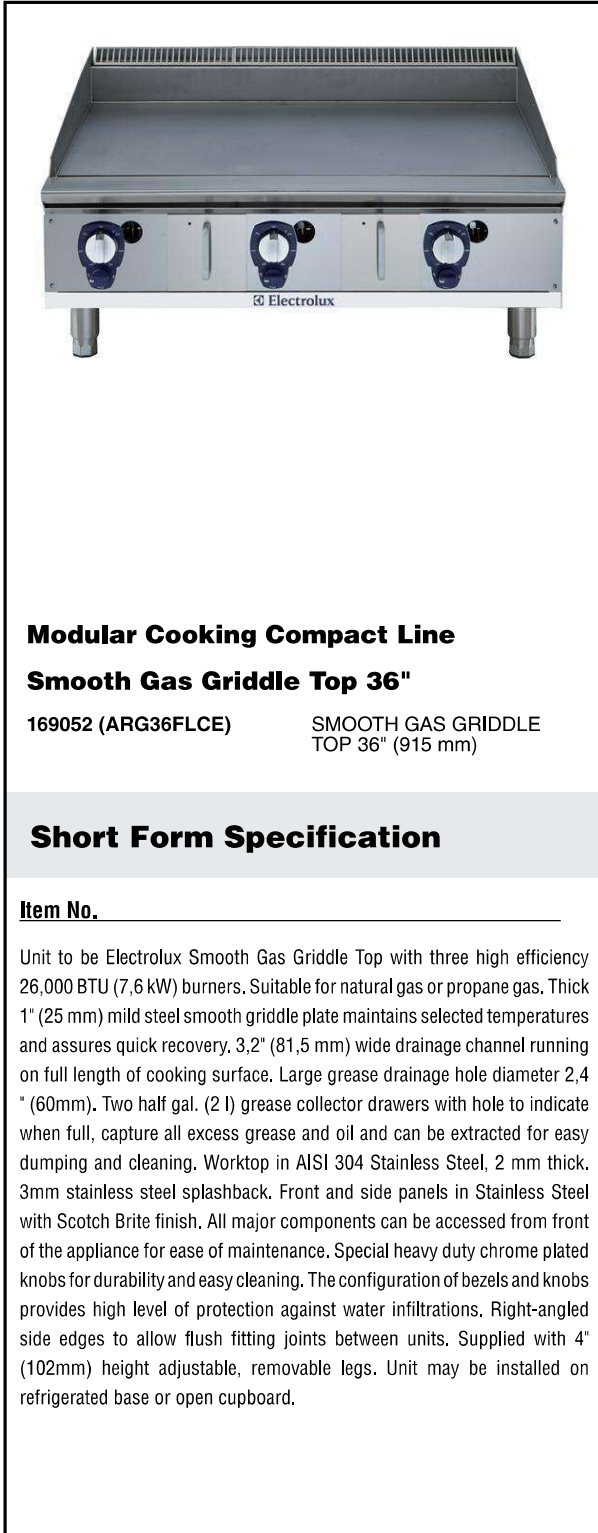 Electrolux
Modular Cooking Compact Line
Smooth Gas Griddle Top 36"
169052 (ARG36FLCE) SMOOTH GAS GRIDDLE
TOP 36" (915 mm)
Short Form Specification
Item No.
Unit to be Electrolux Smooth Gas Griddle Top with three high efficiency
26,000 BTU (7,6 kW) burners. Suitable for natural gas or propane gas. Thick
1" (25 mm) mild steel smooth griddle plate maintains selected temperatures
and assures quick recovery. 3,2" (81,5 mm) wide drainage channel running
on full length of cooking surface. Large grease drainage hole diameter 2,4
" (60mm). Two half gal. (2 l) grease collector drawers with hole to indicate
when full, capture all excess grease and oil and can be extracted for easy
dumping and cleaning. Worktop in AISI 304 Stainless Steel, 2 mm thick.
3mm stainless steel splashback. Front and side panels in Stainless Steel
with Scotch Brite finish. All major components can be accessed from front
of the appliance for ease of maintenance. Special heavy duty chrome plated
knobs for durability and easy cleaning. The configuration of bezels and knobs
provides high level of protection against water infiltrations. Right-angled
side edges to allow flush fitting joints between units. Supplied with 4"
(102mm) height adjustable, removable legs. Unit may be installed on
refrigerated base or open cupboard.